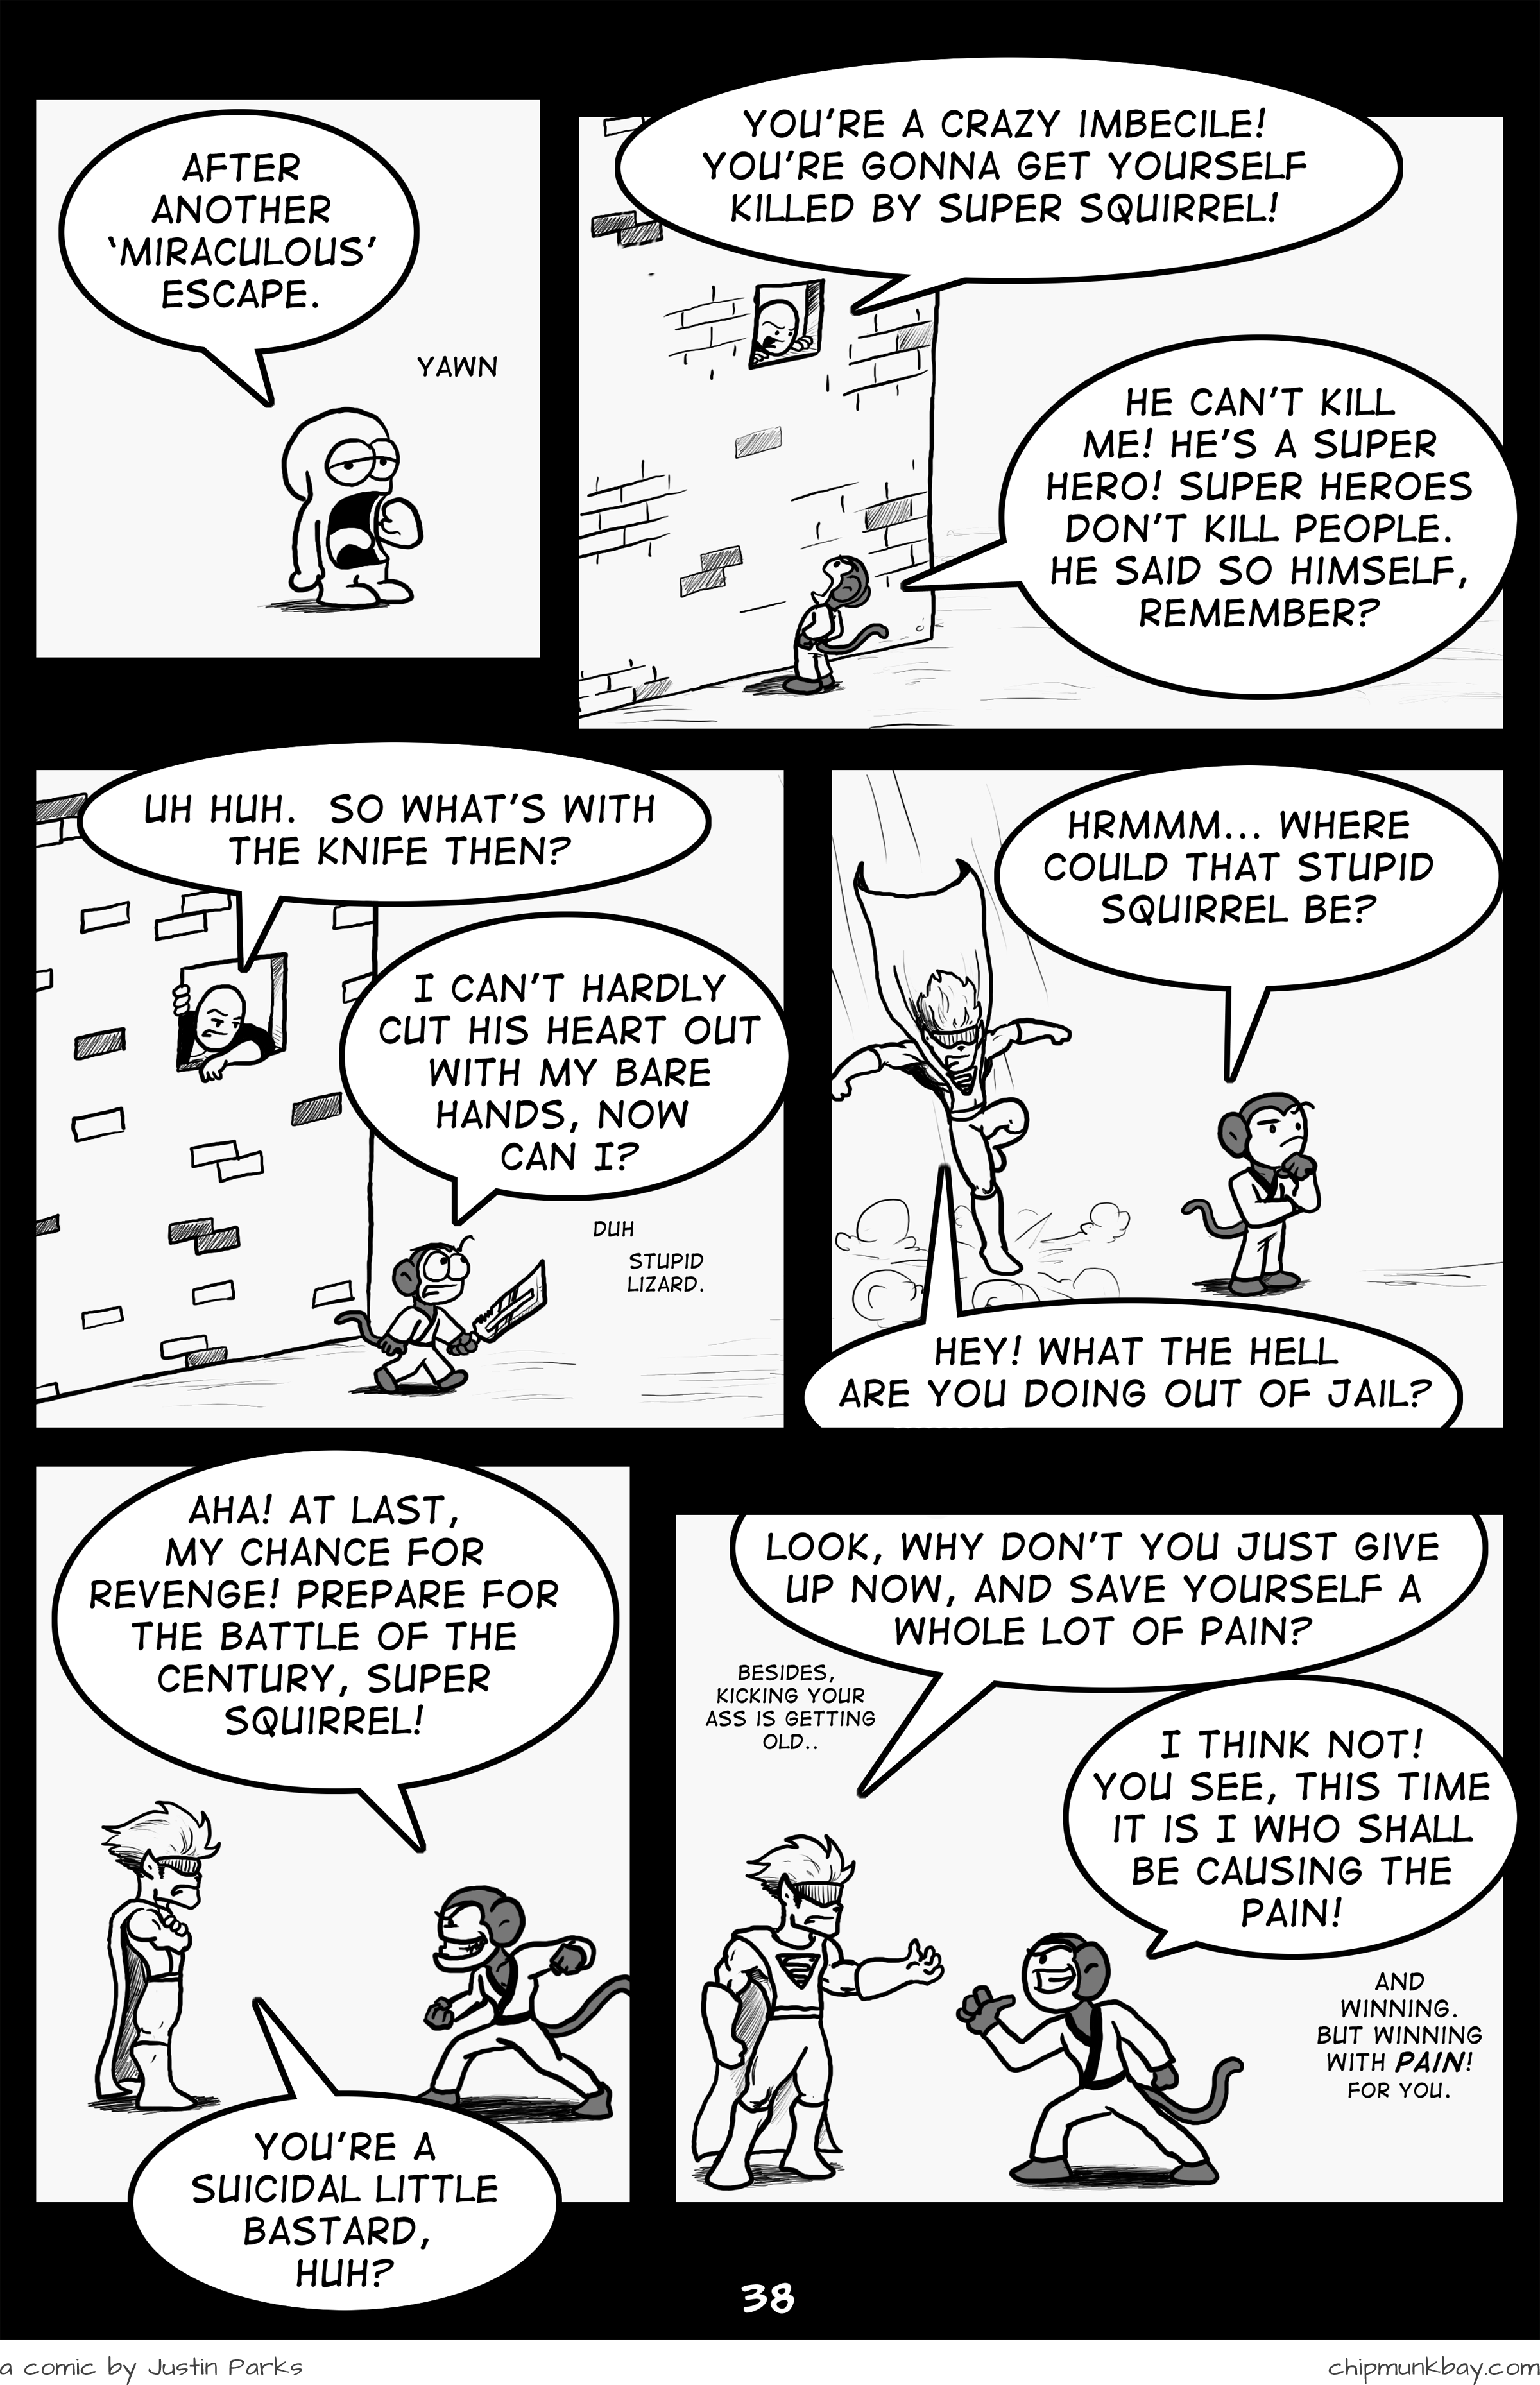 AFTER
ANOTHER
'MIRACULOUS'
ESCAPE.
YAWN
YOU'RE A CRAZY IMBECILE!
YOU'RE GONNA GET YOURSELF
KILLED BY SUPER SQUIRREL!
HE CAN'T KILL
ME! HE'S A SUPER
HERO! SUPER HEROES
DON'T KILL PEOPLE.
HE SAID SO HIMSELF,
REMEMBER?
UH HUH. SO WHAT'S WITH
THE KNIFE THEN?
I CAN'T HARDLY
CUT HIS HEART OUT
WITH MY BARE
HANDS, NOW
CAN I?
DUH
STUPID
LIZARD.
HRMMM... WHERE
COULD THAT STUPID
SQUIRREL BE?
HEY! WHAT THE HELL
ARE YOU DOING OUT OF JAIL?
AHA! AT LAST,
MY CHANCE FOR
REVENGE! PREPARE FOR
THE BATTLE OF THE
CENTURY, SUPER
SQUIRREL!
YOU'RE A
SUICIDAL LITTLE
BASTARD,
HUH?
LOOK, WHY DON'T YOU JUST GIVE
UP NOW, AND SAVE YOURSELF A
WHOLE LOT OF PAIN?
BESIDES,
KICKING YOUR
ASS IS GETTING
OLD..
I THINK NOT!
YOU SEE, THIS TIME
IT IS I WHO SHALL
BE CAUSING THE
PAIN!
AND
WINNING.
BUT WINNING
WITH PAIN!
FOR YOU.
38
a comic by Justin Parks
chipmunkbay.com